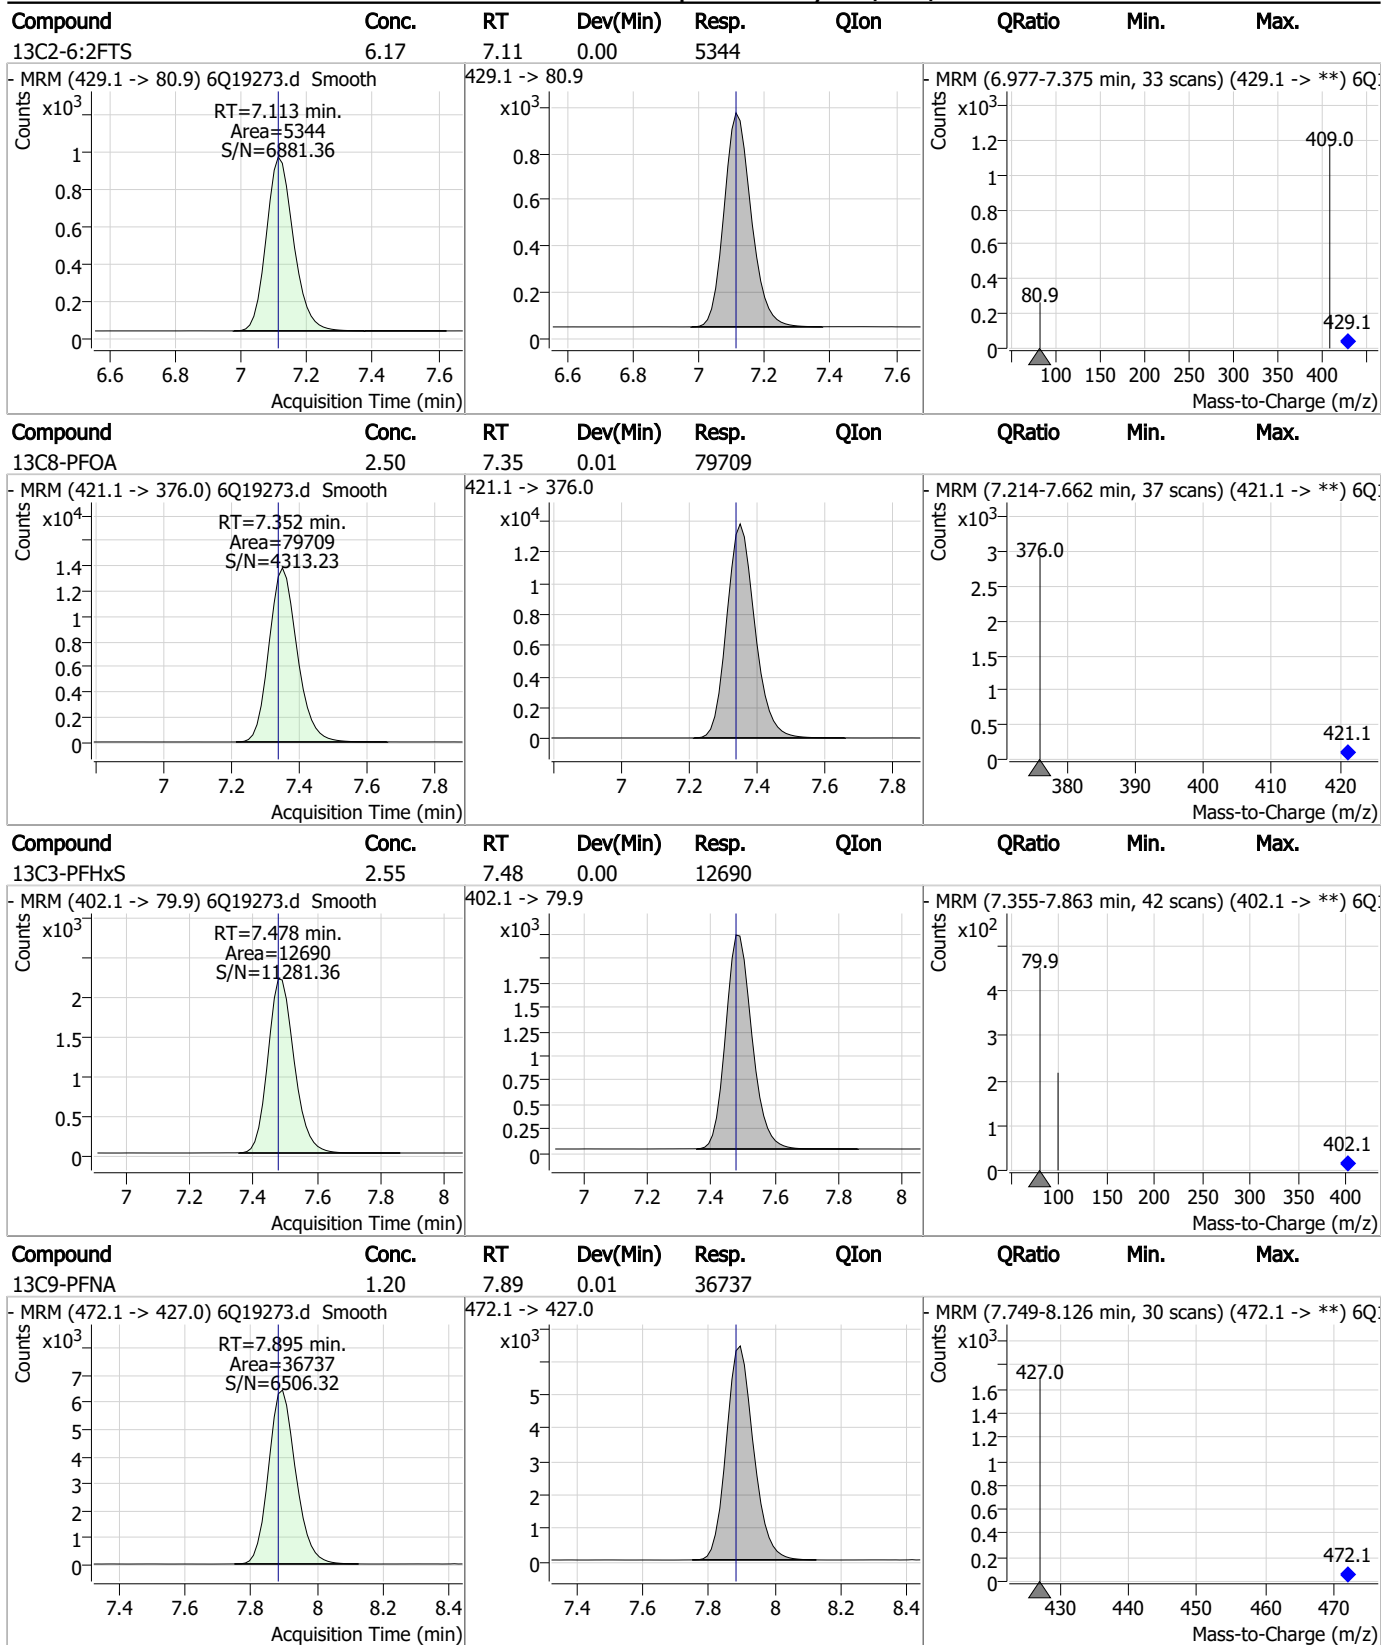 Compound Conc. RT Dev(Min) Resp. QIon QRatio Min. Max.
13C2-6:2FTS 6.17 7.11 0.00 5344
- MRM (429.1 -> 80.9) 6Q19273.d Smooth
Counts
x10³
RT=7.113 min.
Area=5344
S/N=6881.36
1
0.8
0.6
0.4
0.2
0
6.6 6.8 7 7.2 7.4 7.6
Acquisition Time (min)
429.1 -> 80.9
x10³
0.8
0.6
0.4
0.2
0
6.6 6.8 7 7.2 7.4 7.6
- MRM (6.977-7.375 min, 33 scans) (429.1 -> **) 6Q
Counts
x10³
1.2
1
0.8
0.6
0.4
0.2
0
409.0
80.9
429.1
100 150 200 250 300 350 400
Mass-to-Charge (m/z)
Compound Conc. RT Dev(Min) Resp. QIon QRatio Min. Max.
13C8-PFOA 2.50 7.35 0.01 79709
- MRM (421.1 -> 376.0) 6Q19273.d Smooth
Counts
x10⁴
RT=7.352 min.
Area=79709
S/N=4313.23
1.4
1.2
1
0.8
0.6
0.4
0.2
0
7 7.2 7.4 7.6 7.8
Acquisition Time (min)
421.1 -> 376.0
x10⁴
1.2
1
0.8
0.6
0.4
0.2
0
7 7.2 7.4 7.6 7.8
- MRM (7.214-7.662 min, 37 scans) (421.1 -> **) 6Q
Counts
x10³
3
2.5
2
1.5
1
0.5
0
376.0
421.1
380 390 400 410 420
Mass-to-Charge (m/z)
Compound Conc. RT Dev(Min) Resp. QIon QRatio Min. Max.
13C3-PFHxS 2.55 7.48 0.00 12690
- MRM (402.1 -> 79.9) 6Q19273.d Smooth
Counts
x10³
RT=7.478 min.
Area=12690
S/N=11281.36
2
1.5
1
0.5
0
7 7.2 7.4 7.6 7.8 8
Acquisition Time (min)
402.1 -> 79.9
x10³
1.75
1.5
1.25
1
0.75
0.5
0.25
0
7 7.2 7.4 7.6 7.8 8
- MRM (7.355-7.863 min, 42 scans) (402.1 -> **) 6Q
Counts
x10²
4
3
2
1
0
79.9
402.1
100 150 200 250 300 350 400
Mass-to-Charge (m/z)
Compound Conc. RT Dev(Min) Resp. QIon QRatio Min. Max.
13C9-PFNA 1.20 7.89 0.01 36737
- MRM (472.1 -> 427.0) 6Q19273.d Smooth
Counts
x10³
RT=7.895 min.
Area=36737
S/N=6506.32
7
6
5
4
3
2
1
0
7.4 7.6 7.8 8 8.2 8.4
Acquisition Time (min)
472.1 -> 427.0
x10³
5
4
3
2
1
0
7.4 7.6 7.8 8 8.2 8.4
- MRM (7.749-8.126 min, 30 scans) (472.1 -> **) 6Q
Counts
x10³
1.6
1.4
1.2
1
0.8
0.6
0.4
0.2
0
427.0
472.1
430 440 450 460 470
Mass-to-Charge (m/z)